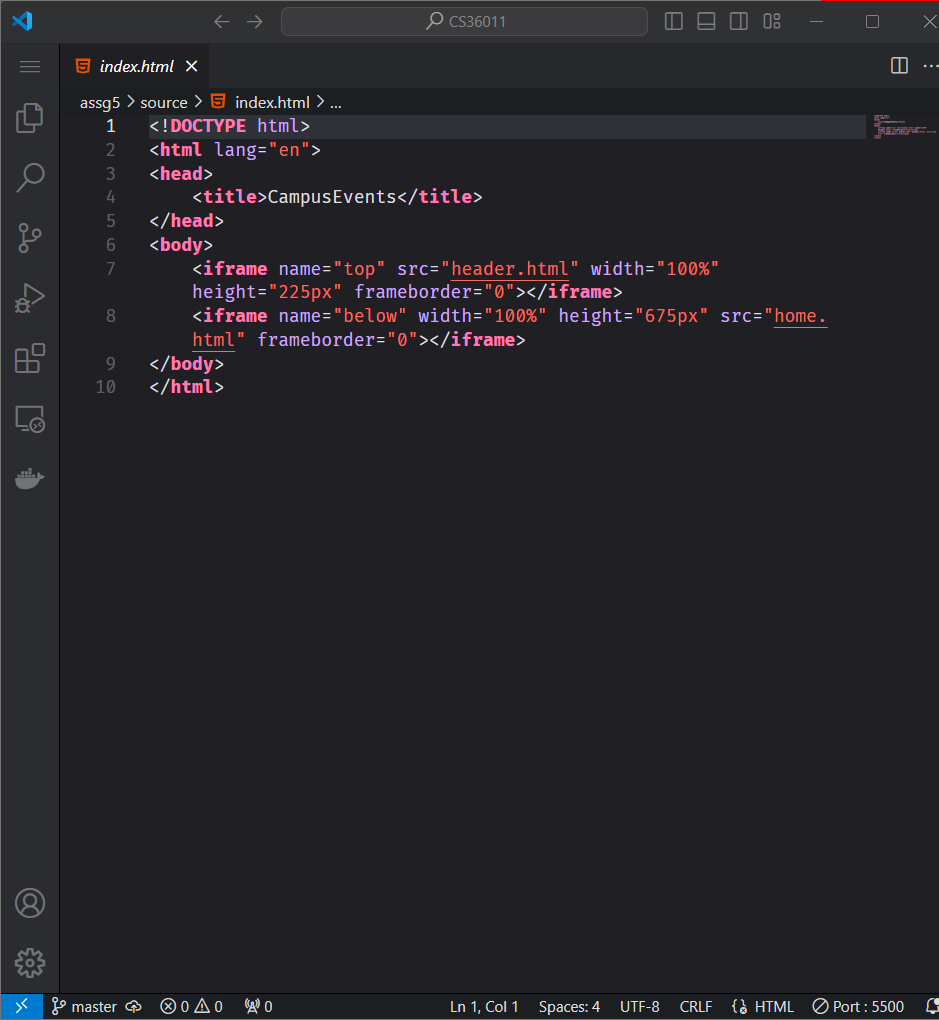 CS36011
index.html
assg5 > source > index.html > ...
1 <!DOCTYPE html>
2 <html lang="en">
3 <head>
4 <title>CampusEvents</title>
5 </head>
6 <body>
7 <iframe name="top" src="header.html" width="100%"
height="225px" frameborder="0"></iframe>
8 <iframe name="below" width="100%" height="675px" src="home.
html" frameborder="0"></iframe>
9 </body>
10 </html>
master 0 0 0 Ln 1, Col 1 Spaces: 4 UTF-8 CRLF HTML Port : 5500